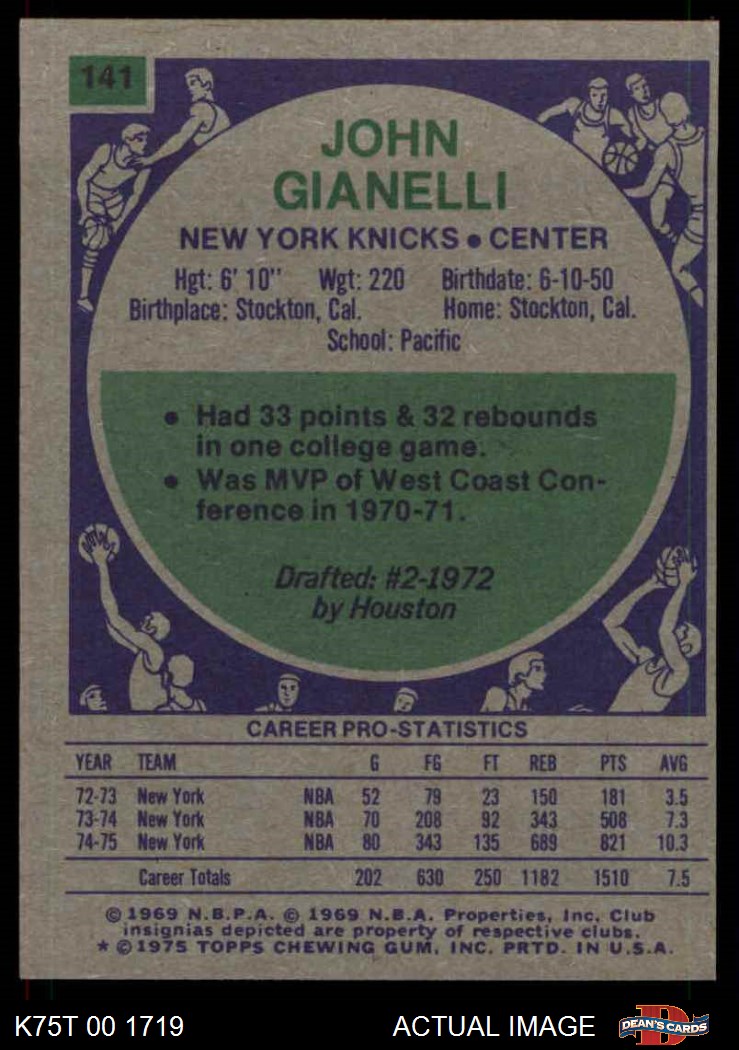 141
JOHN
GIANELLI
NEW YORK KNICKS • CENTER
Hgt: 6' 10" Wgt: 220 Birthdate: 6-10-50
Birthplace: Stockton, Cal. Home: Stockton, Cal.
School: Pacific
• Had 33 points & 32 rebounds
in one college game.
• Was MVP of West Coast Con-
ference in 1970-71.
Drafted: #2-1972
by Houston
CAREER PRO-STATISTICS
YEAR TEAM G FG FT REB PTS AVG
72-73 New York NBA 52 79 23 150 181 3.5
73-74 New York NBA 70 208 92 343 508 7.3
74-75 New York NBA 80 343 135 689 821 10.3
Career Totals 202 630 250 1182 1510 7.5
© 1969 N.B.P.A. © 1969 N.B.A. Properties, Inc. Club
insignias depicted are property of respective clubs.
* © 1975 TOPPS CHEWING GUM, INC. PRTD. IN U.S.A.
K75T 00 1719 ACTUAL IMAGE D DEAN'S CARDS